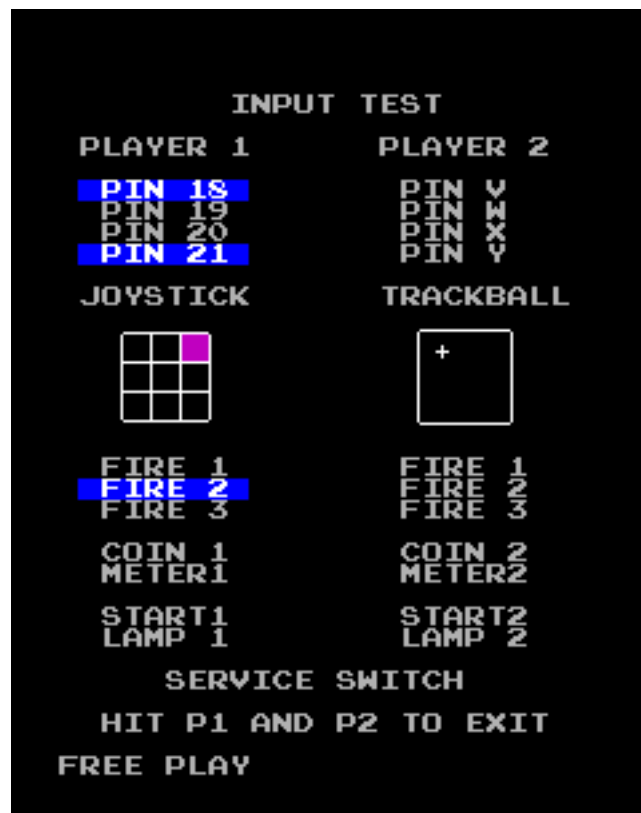 INPUT TEST
PLAYER 1 PLAYER 2
PIN 18 PIN V
PIN 19 PIN W
PIN 20 PIN X
PIN 21 PIN Y
JOYSTICK TRACKBALL
FIRE 1 FIRE 1
FIRE 2 FIRE 2
FIRE 3 FIRE 3
COIN 1 COIN 2
METER1 METER2
START1 START2
LAMP 1 LAMP 2
SERVICE SWITCH
HIT P1 AND P2 TO EXIT
FREE PLAY